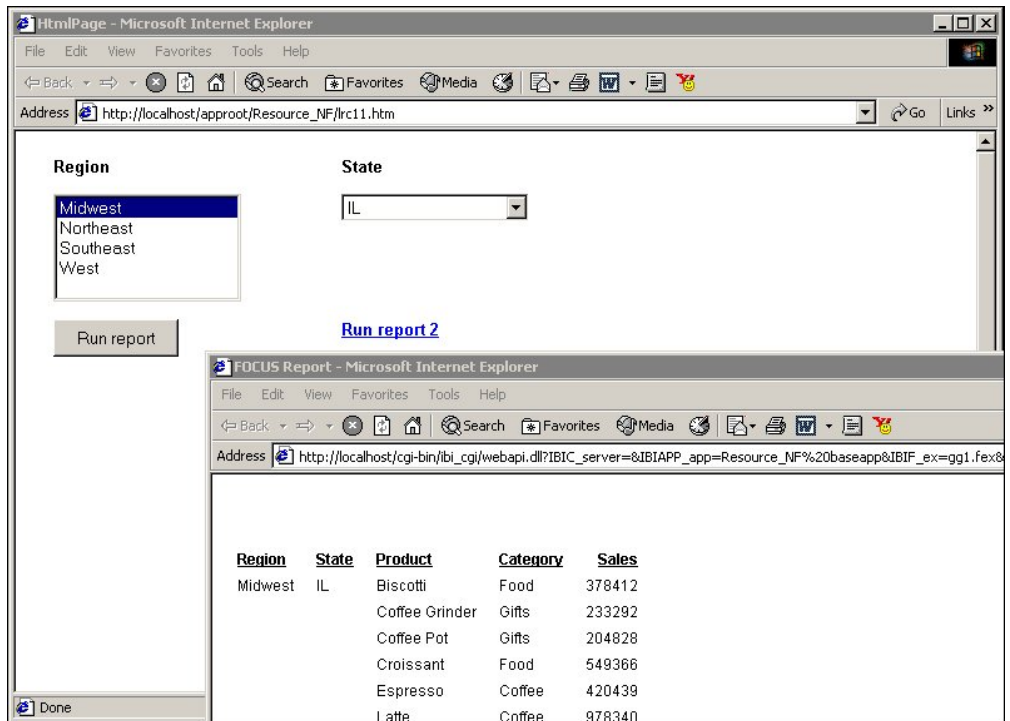 HtmlPage - Microsoft Internet Explorer
File Edit View Favorites Tools Help
Back Search Favorites Media
Address http://localhost/approot/Resource_NF/lrc11.htm Go Links »
Region State
Midwest IL
Northeast
Southeast
West
Run report Run report 2
FOCUS Report - Microsoft Internet Explorer
File Edit View Favorites Tools Help
Back Search Favorites Media
Address http://localhost/cgi-bin/ibi_cgi/webapi.dll?IBIC_server=&IBIAPP_app=Resource_NF%20baseapp&IBIF_ex=gg1.fex&
Region State Product Category Sales
Midwest IL Biscotti Food 378412
Coffee Grinder Gifts 233292
Coffee Pot Gifts 204828
Croissant Food 549366
Espresso Coffee 420439
Latte Coffee 978340
Done